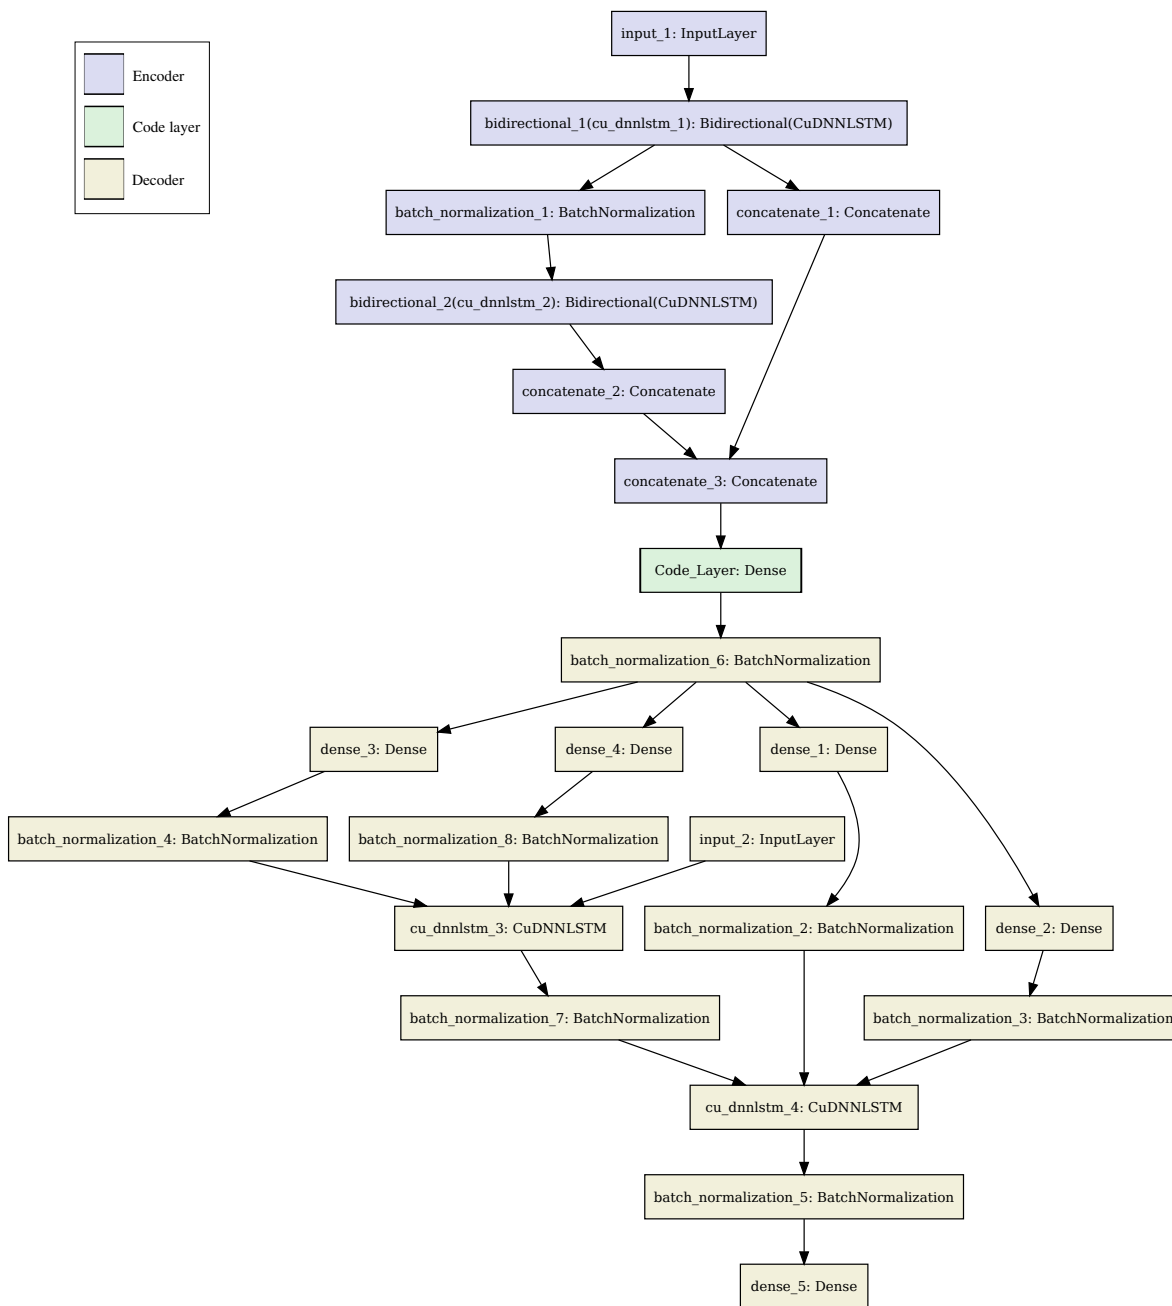 input_1: InputLayer
Encoder
Code layer
Decoder
bidirectional_1(cu_dnnlstm_1): Bidirectional(CuDNNLSTM)
batch_normalization_1: BatchNormalization
concatenate_1: Concatenate
bidirectional_2(cu_dnnlstm_2): Bidirectional(CuDNNLSTM)
concatenate_2: Concatenate
concatenate_3: Concatenate
Code_Layer: Dense
batch_normalization_6: BatchNormalization
dense_3: Dense
dense_4: Dense
dense_1: Dense
batch_normalization_4: BatchNormalization
batch_normalization_8: BatchNormalization
input_2: InputLayer
cu_dnnlstm_3: CuDNNLSTM
batch_normalization_2: BatchNormalization
dense_2: Dense
batch_normalization_7: BatchNormalization
batch_normalization_3: BatchNormalization
cu_dnnlstm_4: CuDNNLSTM
batch_normalization_5: BatchNormalization
dense_5: Dense